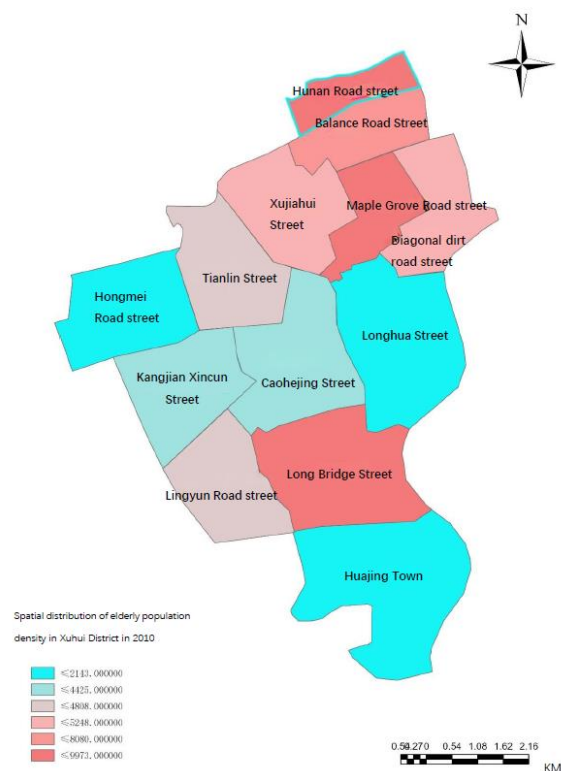 N
Hunan Road street
Balance Road Street
Xujiahui
Street
Maple Grove Road street
Diagonal dirt
road street
Tianlin Street
Hongmei
Road street
Longhua Street
Kangjian Xincun
Street
Caohejing Street
Long Bridge Street
Lingyun Road street
Huajing Town
Spatial distribution of elderly population
density in Xuhui District in 2010
≤2143.000000
≤4425.000000
≤4808.000000
≤5248.000000
≤8080.000000
≤9973.000000
0.54 1.08 1.62 2.16
KM